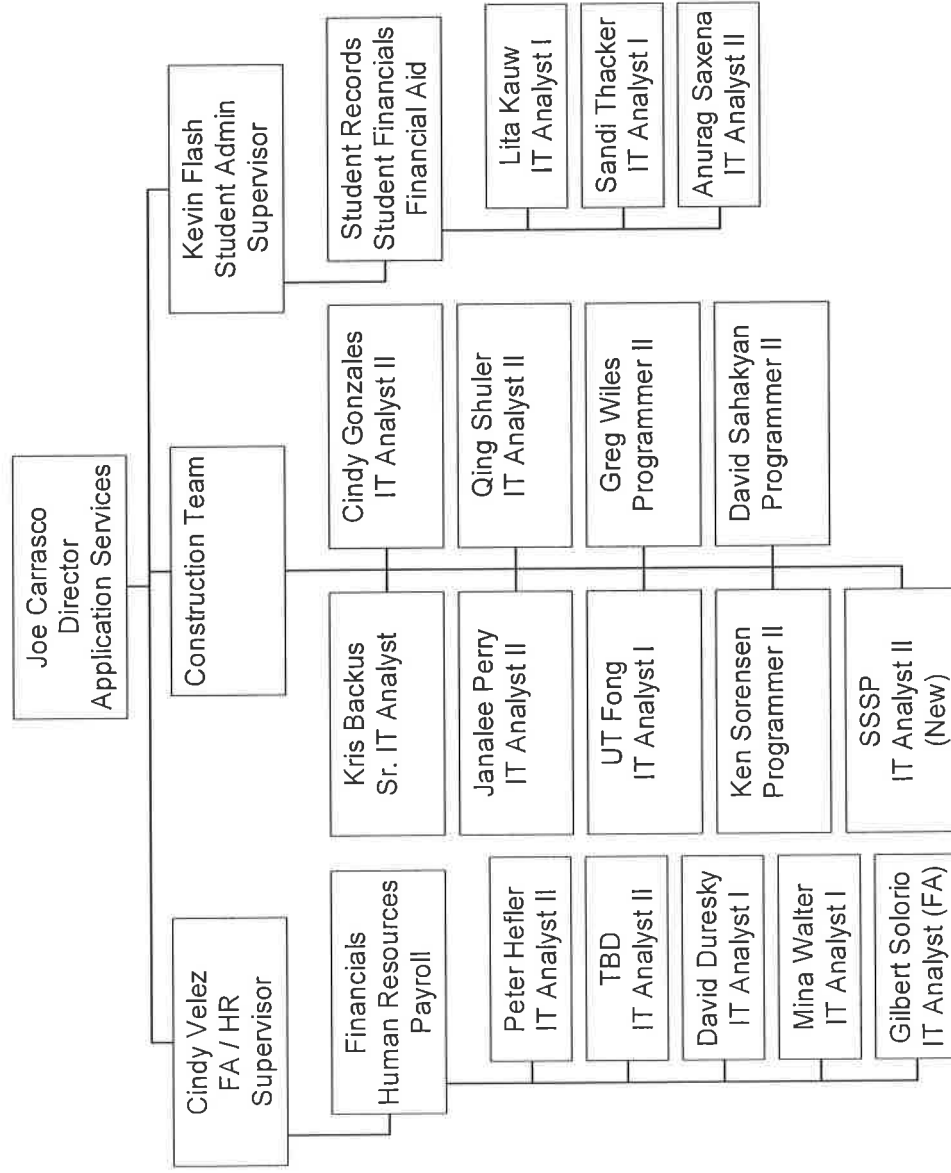 Joe Carrasco
Director
Application Services
Cindy Velez
FA / HR
Supervisor
Financials
Human Resources
Payroll
Peter Hefler
IT Analyst II
TBD
IT Analyst II
David Duresky
IT Analyst I
Mina Walter
IT Analyst I
Gilbert Solorio
IT Analyst (FA)
Construction Team
Kris Backus
Sr. IT Analyst
Cindy Gonzales
IT Analyst II
Janalee Perry
IT Analyst II
Qing Shuler
IT Analyst II
UT Fong
IT Analyst I
Greg Wiles
Programmer II
Ken Sorensen
Programmer II
David Sahakyan
Programmer II
SSSP
IT Analyst II
(New)
Kevin Flash
Student Admin
Supervisor
Student Records
Student Financials
Financial Aid
Lita Kauw
IT Analyst I
Sandi Thacker
IT Analyst I
Anurag Saxena
IT Analyst II